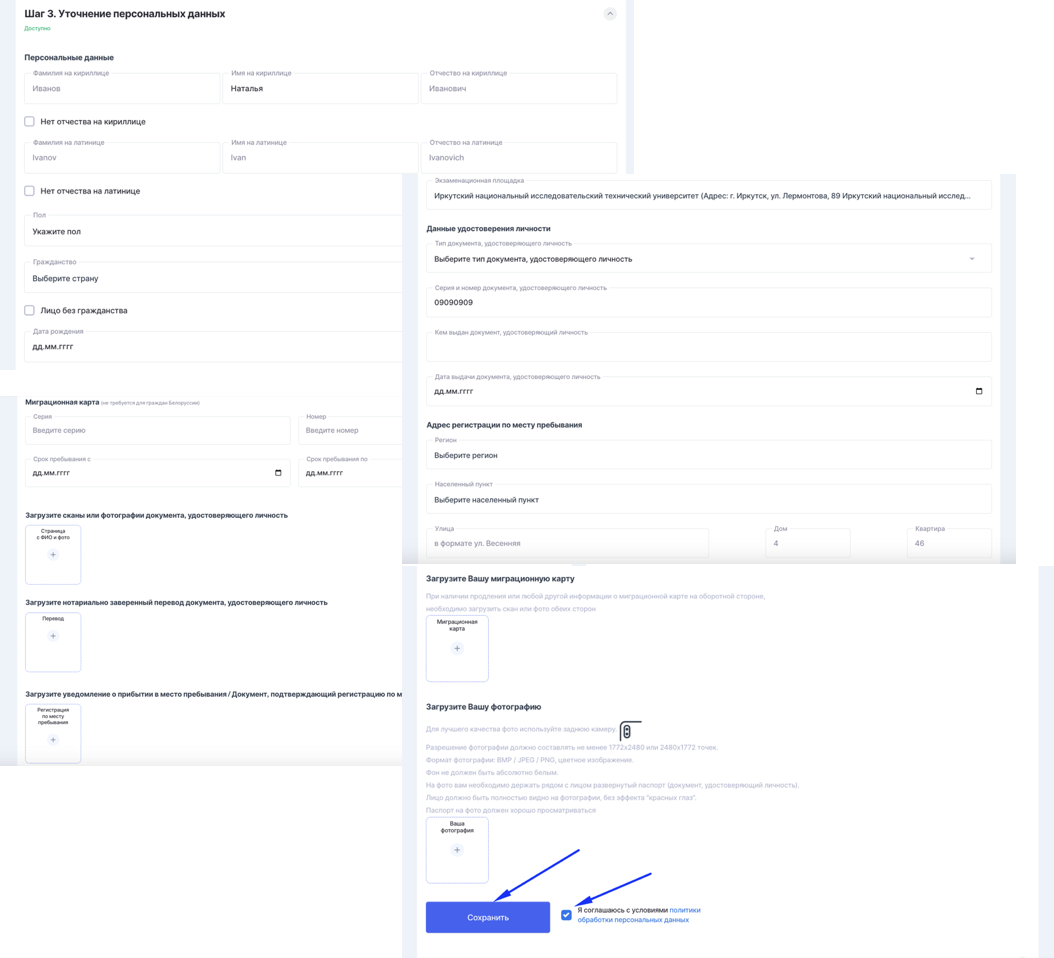 Шаг 3. Уточнение персональных данных
Доступно
Персональные данные
Фамилия на кириллице
Имя на кириллице
Отчество на кириллице
Иванов
Наталья
Иванович
Нет отчества на кириллице
Фамилия на латинице
Имя на латинице
Отчество на латинице
Ivanov
Ivan
Ivanovich
Нет отчества на латинице
Пол
Укажите пол
Гражданство
Выберите страну
Лицо без гражданства
Дата рождения
дд.мм.гггг
Экзаменационная площадка
Иркутский национальный исследовательский технический университет (Адрес: г. Иркутск, ул. Лермонтова, 89 Иркутский национальный исслед...
Данные удостоверения личности
Тип документа, удостоверяющего личность
Выберите тип документа, удостоверяющего личность
Серия и номер документа, удостоверяющего личность
09090909
Кем выдан документ, удостоверяющий личность
Дата выдачи документа, удостоверяющего личность
дд.мм.гггг
Адрес регистрации по месту пребывания
Регион
Выберите регион
Населенный пункт
Выберите населенный пункт
Улица
Дом
Квартира
в формате ул. Весенняя
4
46
Миграционная карта (не требуется для граждан Белоруссии)
Серия
Номер
Введите серию
Введите номер
Срок пребывания с
Срок пребывания по
дд.мм.гггг
дд.мм.гггг
Загрузите сканы или фотографии документа, удостоверяющего личность
Страница
с ФИО и фото
Загрузите нотариально заверенный перевод документа, удостоверяющего личность
Перевод
Загрузите уведомление о прибытии в место пребывания / Документ, подтверждающий регистрацию по м
Регистрация
по месту
пребывания
Загрузите Вашу миграционную карту
При наличии продления или любой другой информации о миграционной карте на оборотной стороне,
необходимо загрузить скан или фото обеих сторон
Миграционная
карта
Загрузите Вашу фотографию
Для лучшего качества фото используйте заднюю камеру
Разрешение фотографии должно составлять не менее 1772x2480 или 2480x1772 точек.
Формат фотографии: BMP / JPEG / PNG, цветное изображение.
Фон не должен быть абсолютно белым.
На фото вам необходимо держать рядом с лицом развернутый паспорт (документ, удостоверяющий личность).
Лицо должно быть полностью видно на фотографии, без эффекта "красных глаз".
Паспорт на фото должен хорошо просматриваться
Ваша
фотография
Сохранить
Я соглашаюсь с условиями политики
обработки персональных данных